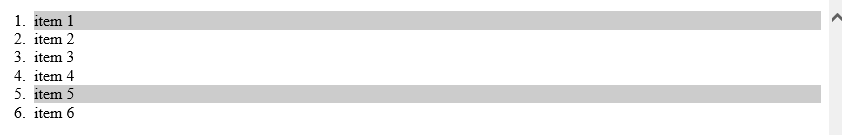 1. item 1
2. item 2
3. item 3
4. item 4
5. item 5
6. item 6